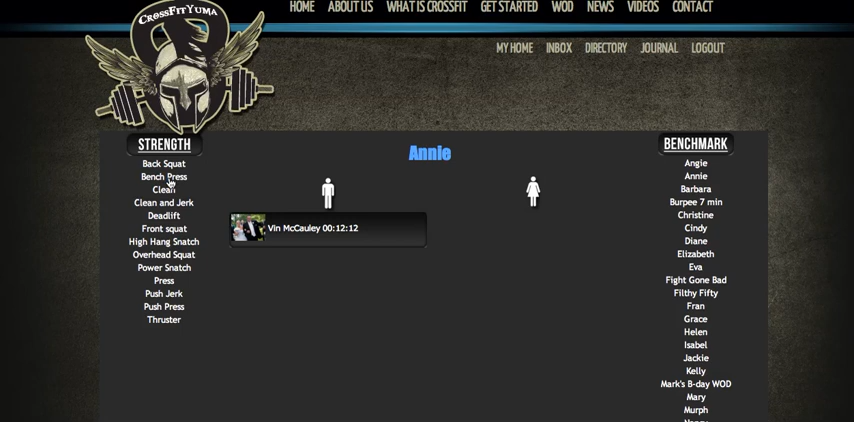 CROSSFIT YUMA
HOME ABOUT US WHAT IS CROSSFIT GET STARTED WOD NEWS VIDEOS CONTACT
MY HOME INBOX DIRECTORY JOURNAL LOGOUT
STRENGTH
Back Squat
Bench Press
Clean
Clean and Jerk
Deadlift
Front squat
High Hang Snatch
Overhead Squat
Power Snatch
Press
Push Jerk
Push Press
Thruster
Annie
Vin McCauley 00:12:12
BENCHMARK
Angie
Annie
Barbara
Burpee 7 min
Christine
Cindy
Diane
Elizabeth
Eva
Fight Gone Bad
Filthy Fifty
Fran
Grace
Helen
Isabel
Jackie
Kelly
Mark's B-day WOD
Mary
Murph